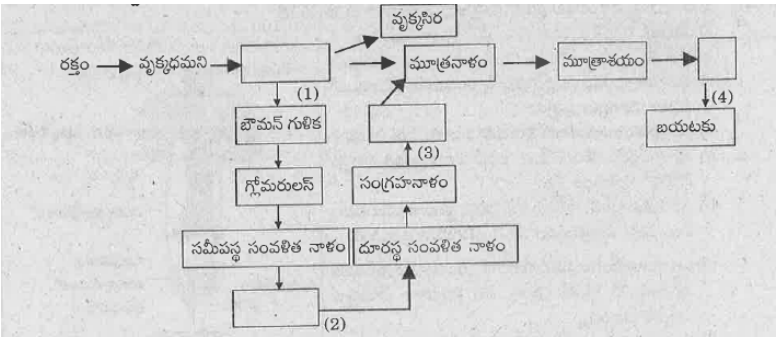 వృక్కసిర
రక్తం వృక్కధమని మూత్రనాళం మూత్రాశయం
(1) (4)
బౌమన్ గుళిక బయటకు
(3)
గ్లోమరులస్ సంగ్రహనాళం
సమీపస్థ సంవళిత నాళం దూరస్థ సంవళిత నాళం
(2)